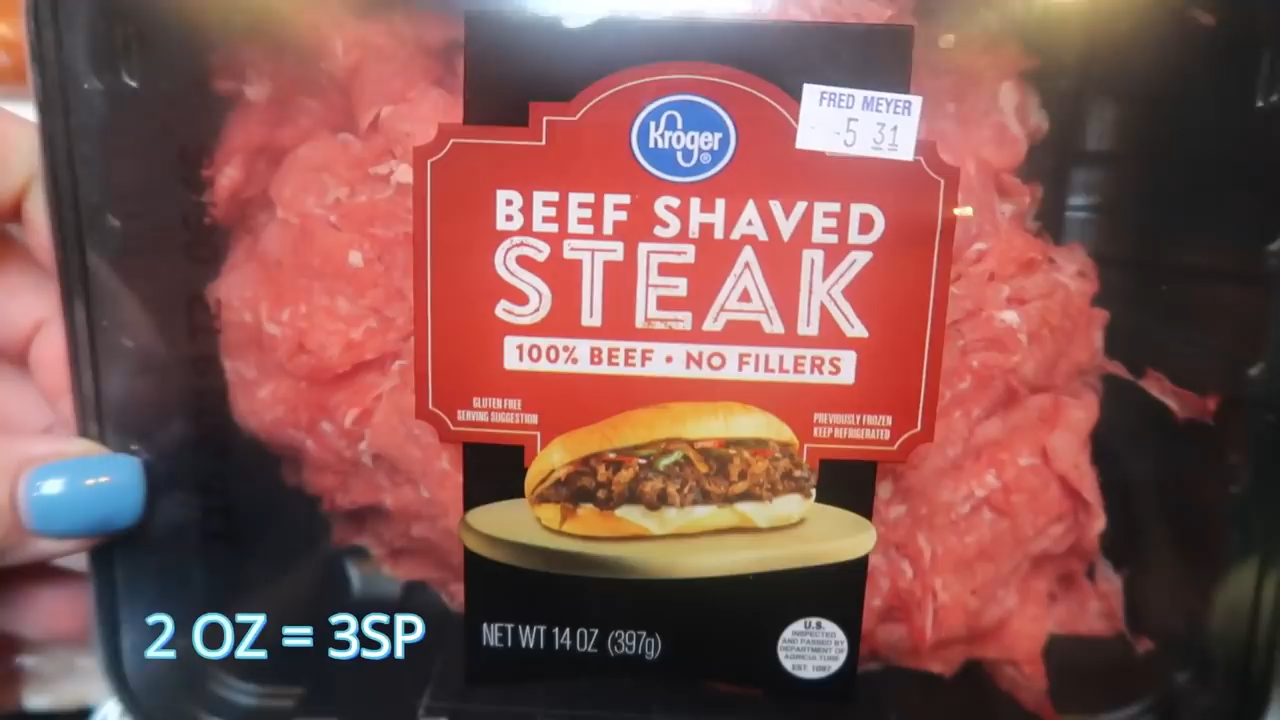 FRED MEYER
5 31
Kroger®
BEEF SHAVED
STEAK
100% BEEF • NO FILLERS
GLUTEN FREE
SERVING SUGGESTION
PREVIOUSLY FROZEN
KEEP REFRIGERATED
2 OZ = 3SP
NET WT 14 OZ (397g)
U.S.
INSPECTED
AND PASSED BY
DEPARTMENT OF
AGRICULTURE